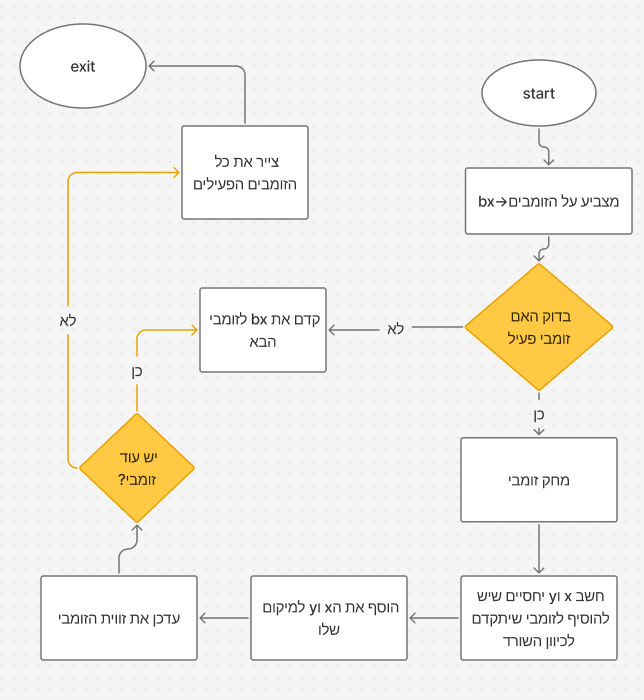 start
bx→מצביע על הזומבים
בדוק האם
זומבי פעיל
לא
כן
קדם את bx לזומבי
הבא
מחק זומבי
חשב x וy יחסיים שיש
להוסיף לזומבי שיתקדם
לכיוון השורד
הוסף את הx וy למיקום
שלו
עדכן את זווית הזומבי
יש עוד
זומבי?
כן
לא
צייר את כל
הזומבים הפעילים
exit